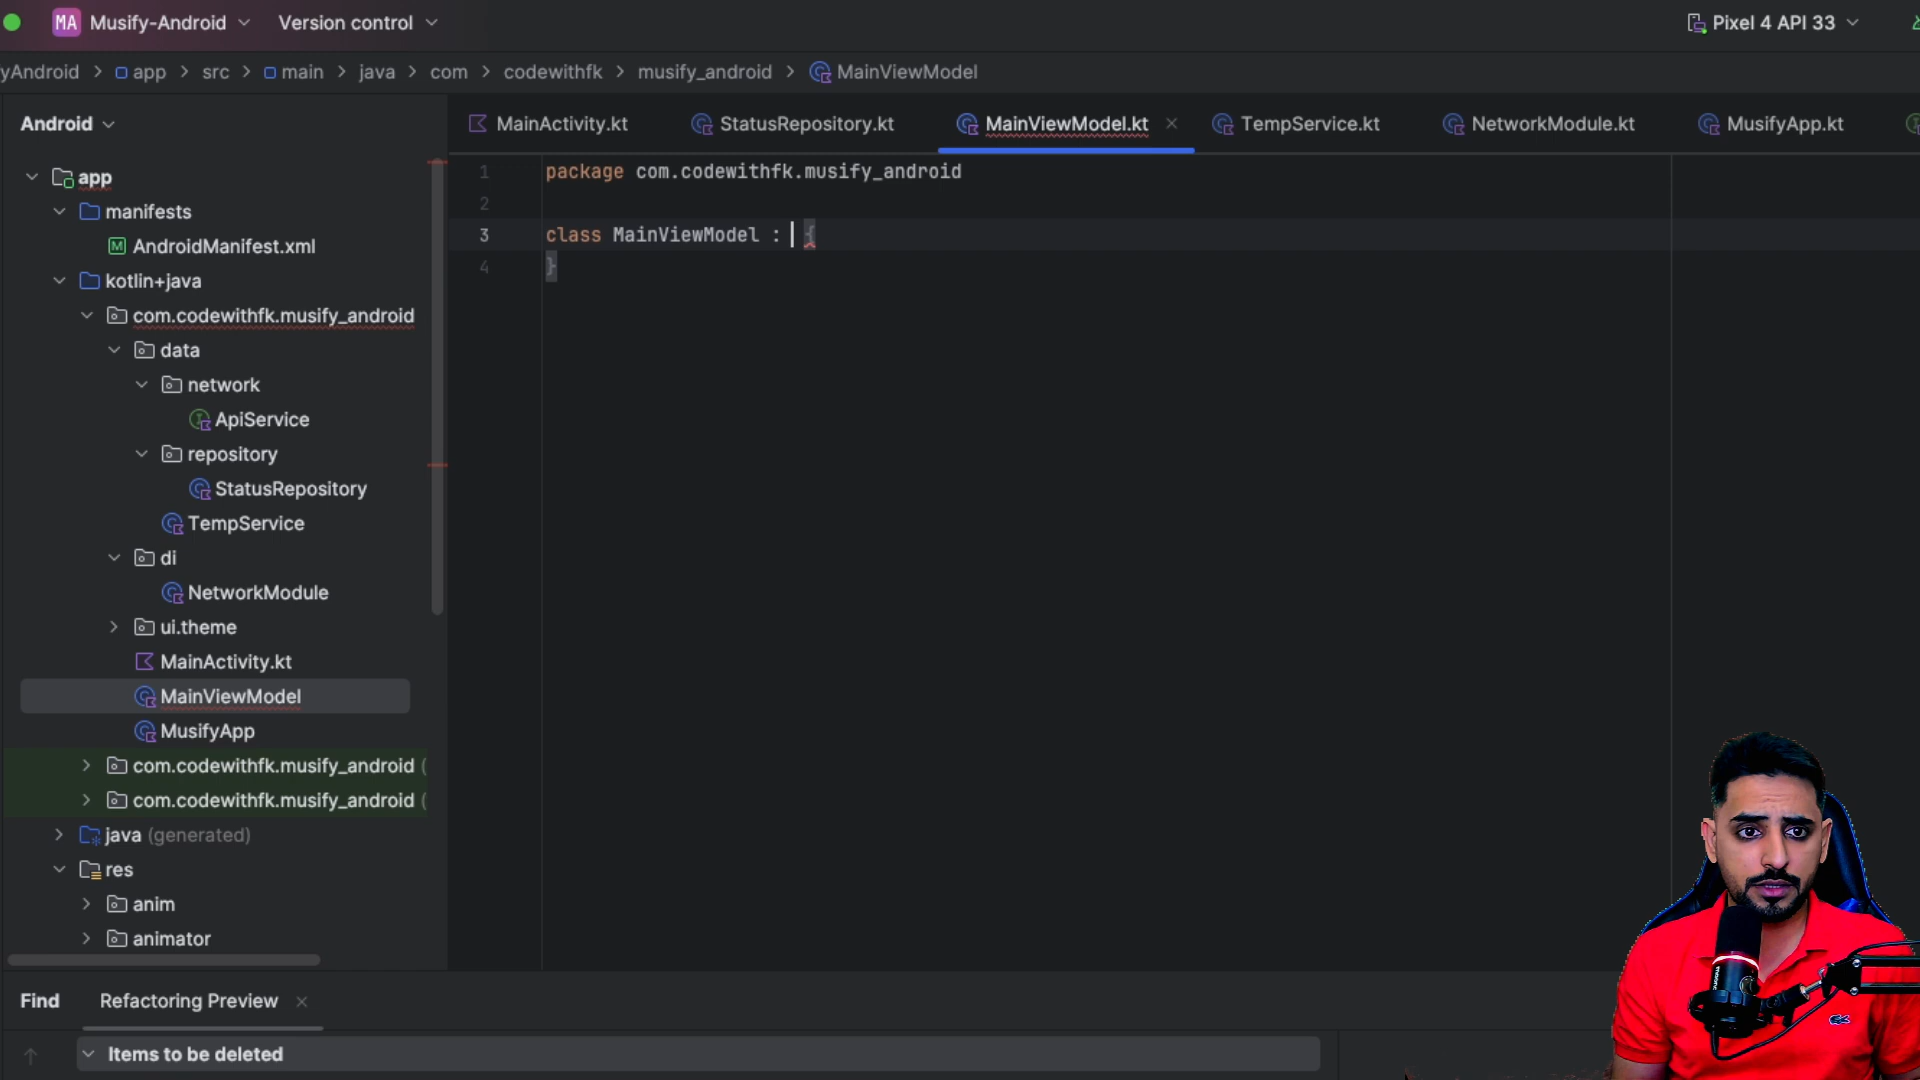 MA Musify-Android Version control Pixel 4 API 33
yAndroid > app > src > main > java > com > codewithfk > musify_android > MainViewModel
Android
MainActivity.kt StatusRepository.kt MainViewModel.kt TempService.kt NetworkModule.kt MusifyApp.kt
app
manifests
AndroidManifest.xml
kotlin+java
com.codewithfk.musify_android
data
network
ApiService
repository
StatusRepository
TempService
di
NetworkModule
ui.theme
MainActivity.kt
MainViewModel
MusifyApp
com.codewithfk.musify_android (
com.codewithfk.musify_android (
java (generated)
res
anim
animator
1 package com.codewithfk.musify_android
2
3 class MainViewModel : {
4 }
Find Refactoring Preview
Items to be deleted